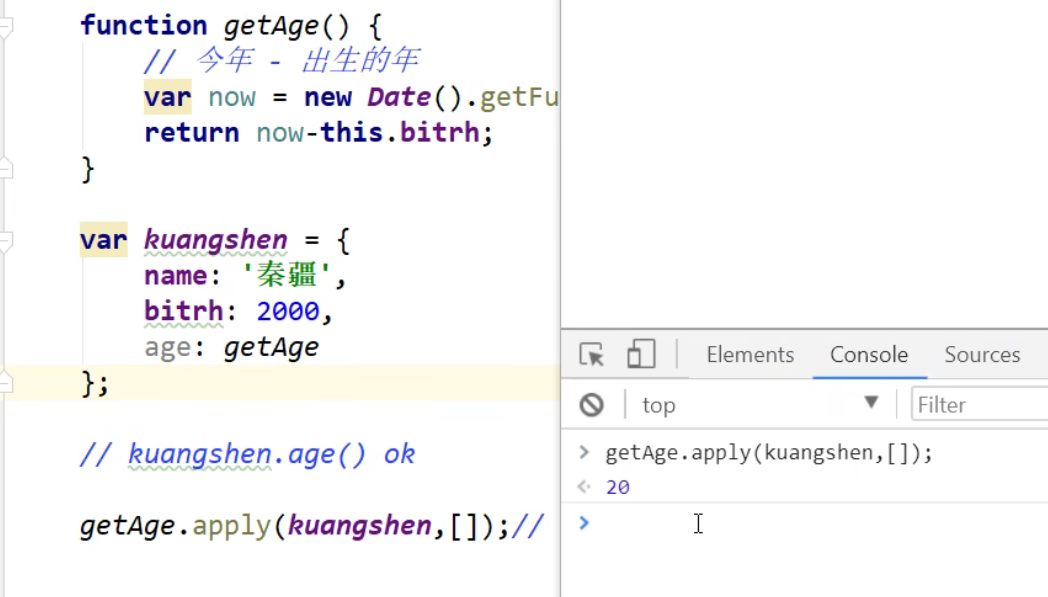 function getAge() {
// 今年 - 出生的年
var now = new Date().getFu
return now-this.bitrh;
}
var kuangshen = {
name: '秦疆',
bitrh: 2000,
age: getAge
};
// kuangshen.age() ok
getAge.apply(kuangshen,[]);//
Elements Console Sources
top ▼ Filter
> getAge.apply(kuangshen,[]);
20
>